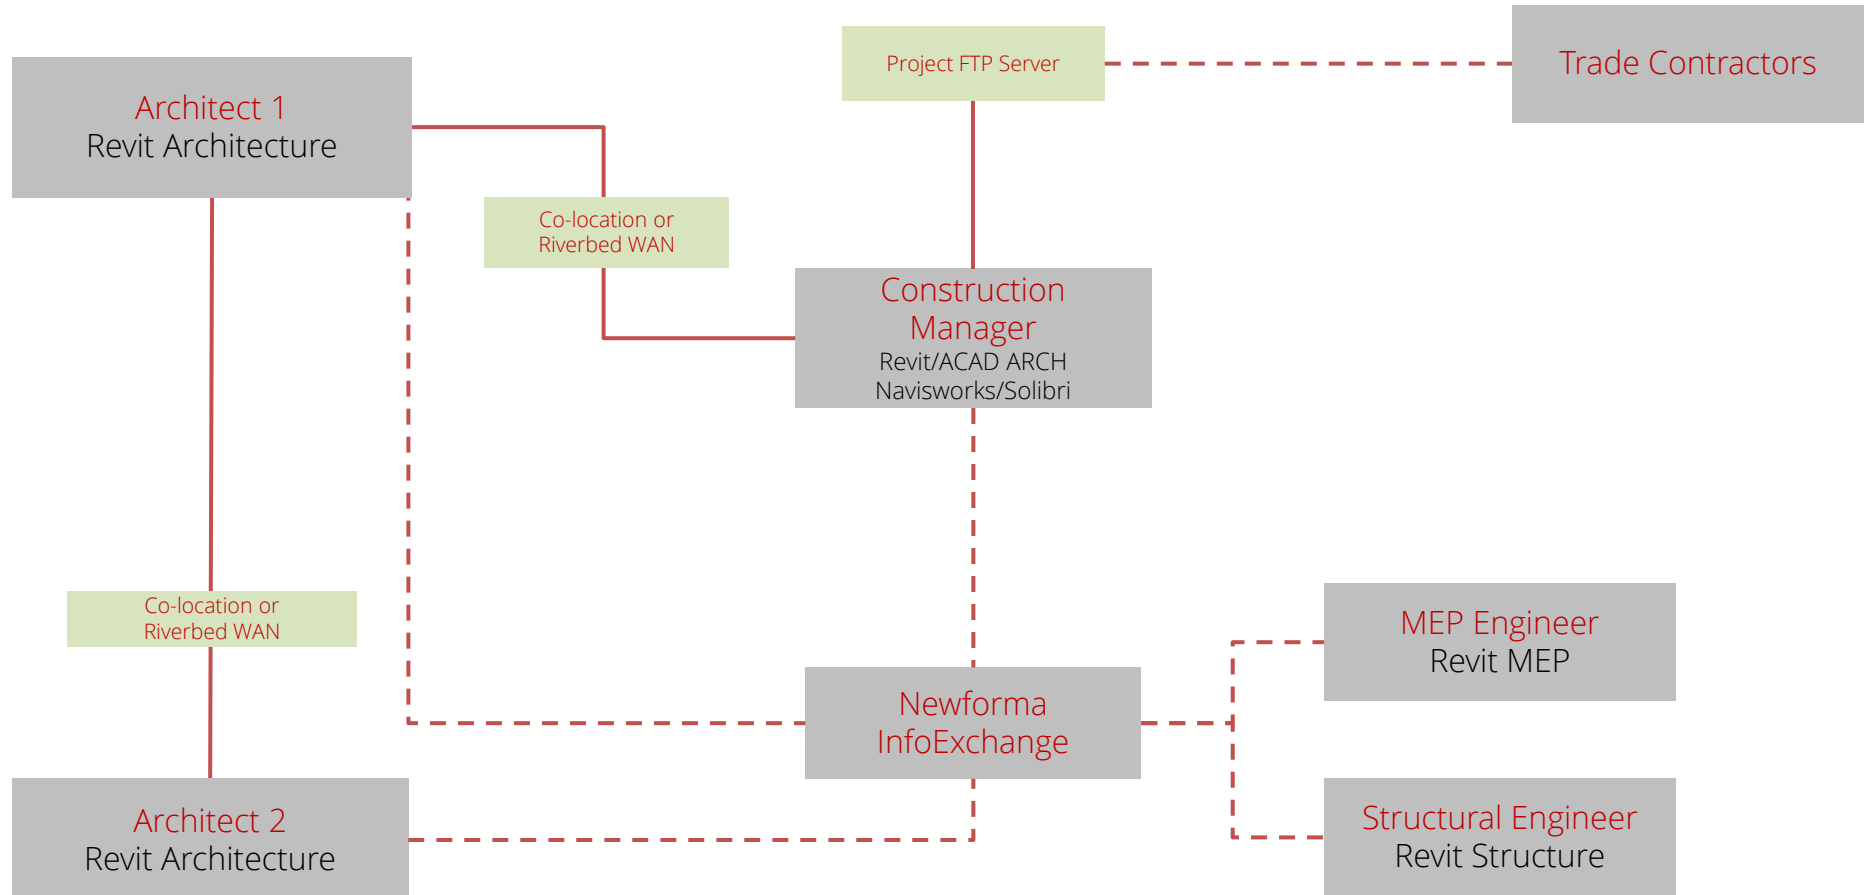 Project FTP Server
Trade Contractors
Architect 1
Revit Architecture
Co-location or
Riverbed WAN
Construction
Manager
Revit/ACAD ARCH
Navisworks/Solibri
Co-location or
Riverbed WAN
MEP Engineer
Revit MEP
Newforma
InfoExchange
Architect 2
Revit Architecture
Structural Engineer
Revit Structure